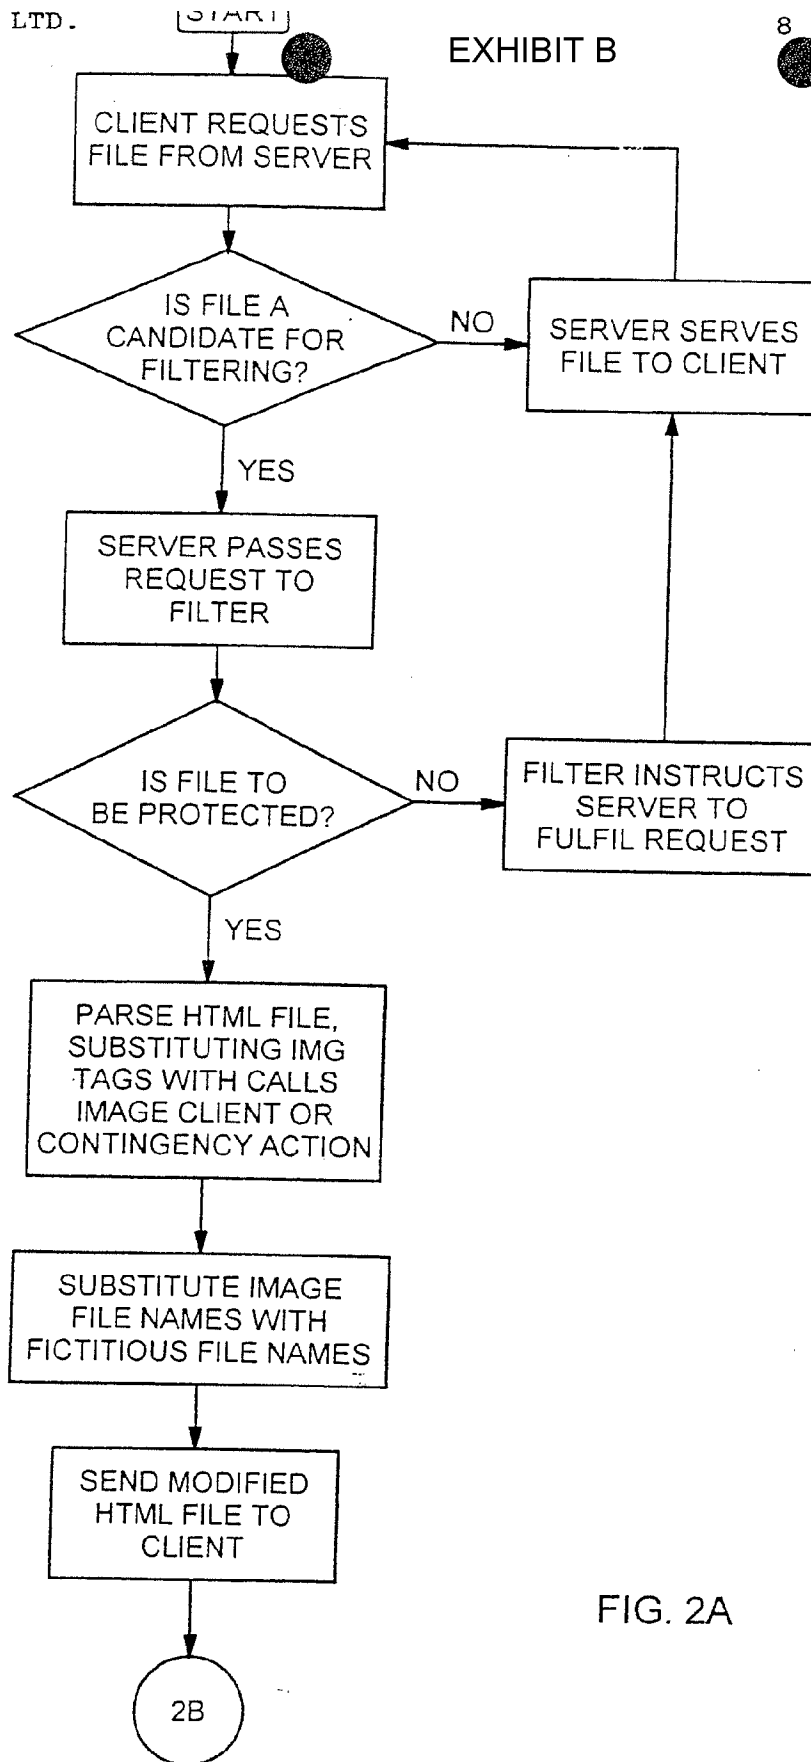 LTD.
START
EXHIBIT B
8
CLIENT REQUESTS
FILE FROM SERVER
IS FILE A
CANDIDATE FOR
FILTERING?
NO
SERVER SERVES
FILE TO CLIENT
YES
SERVER PASSES
REQUEST TO
FILTER
IS FILE TO
BE PROTECTED?
NO
FILTER INSTRUCTS
SERVER TO
FULFIL REQUEST
YES
PARSE HTML FILE,
SUBSTITUTING IMG
TAGS WITH CALLS
IMAGE CLIENT OR
CONTINGENCY ACTION
SUBSTITUTE IMAGE
FILE NAMES WITH
FICTITIOUS FILE NAMES
SEND MODIFIED
HTML FILE TO
CLIENT
FIG. 2A
2B